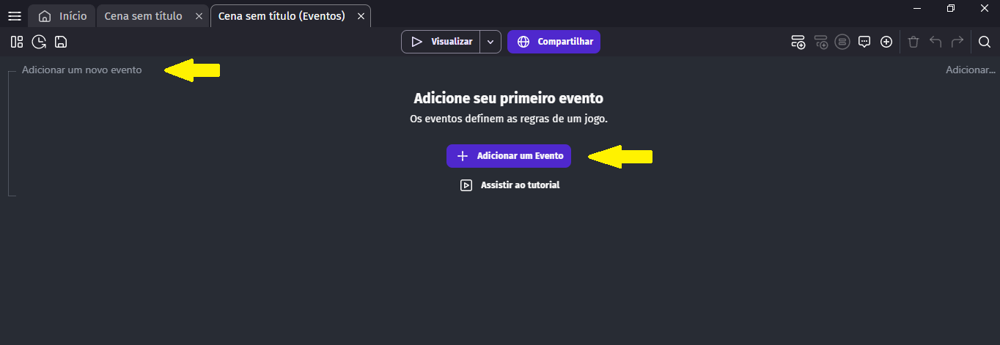 Início
Cena sem título
Cena sem título (Eventos)
Visualizar
Compartilhar
Adicionar um novo evento
Adicionar...
Adicione seu primeiro evento
Os eventos definem as regras de um jogo.
Adicionar um Evento
Assistir ao tutorial